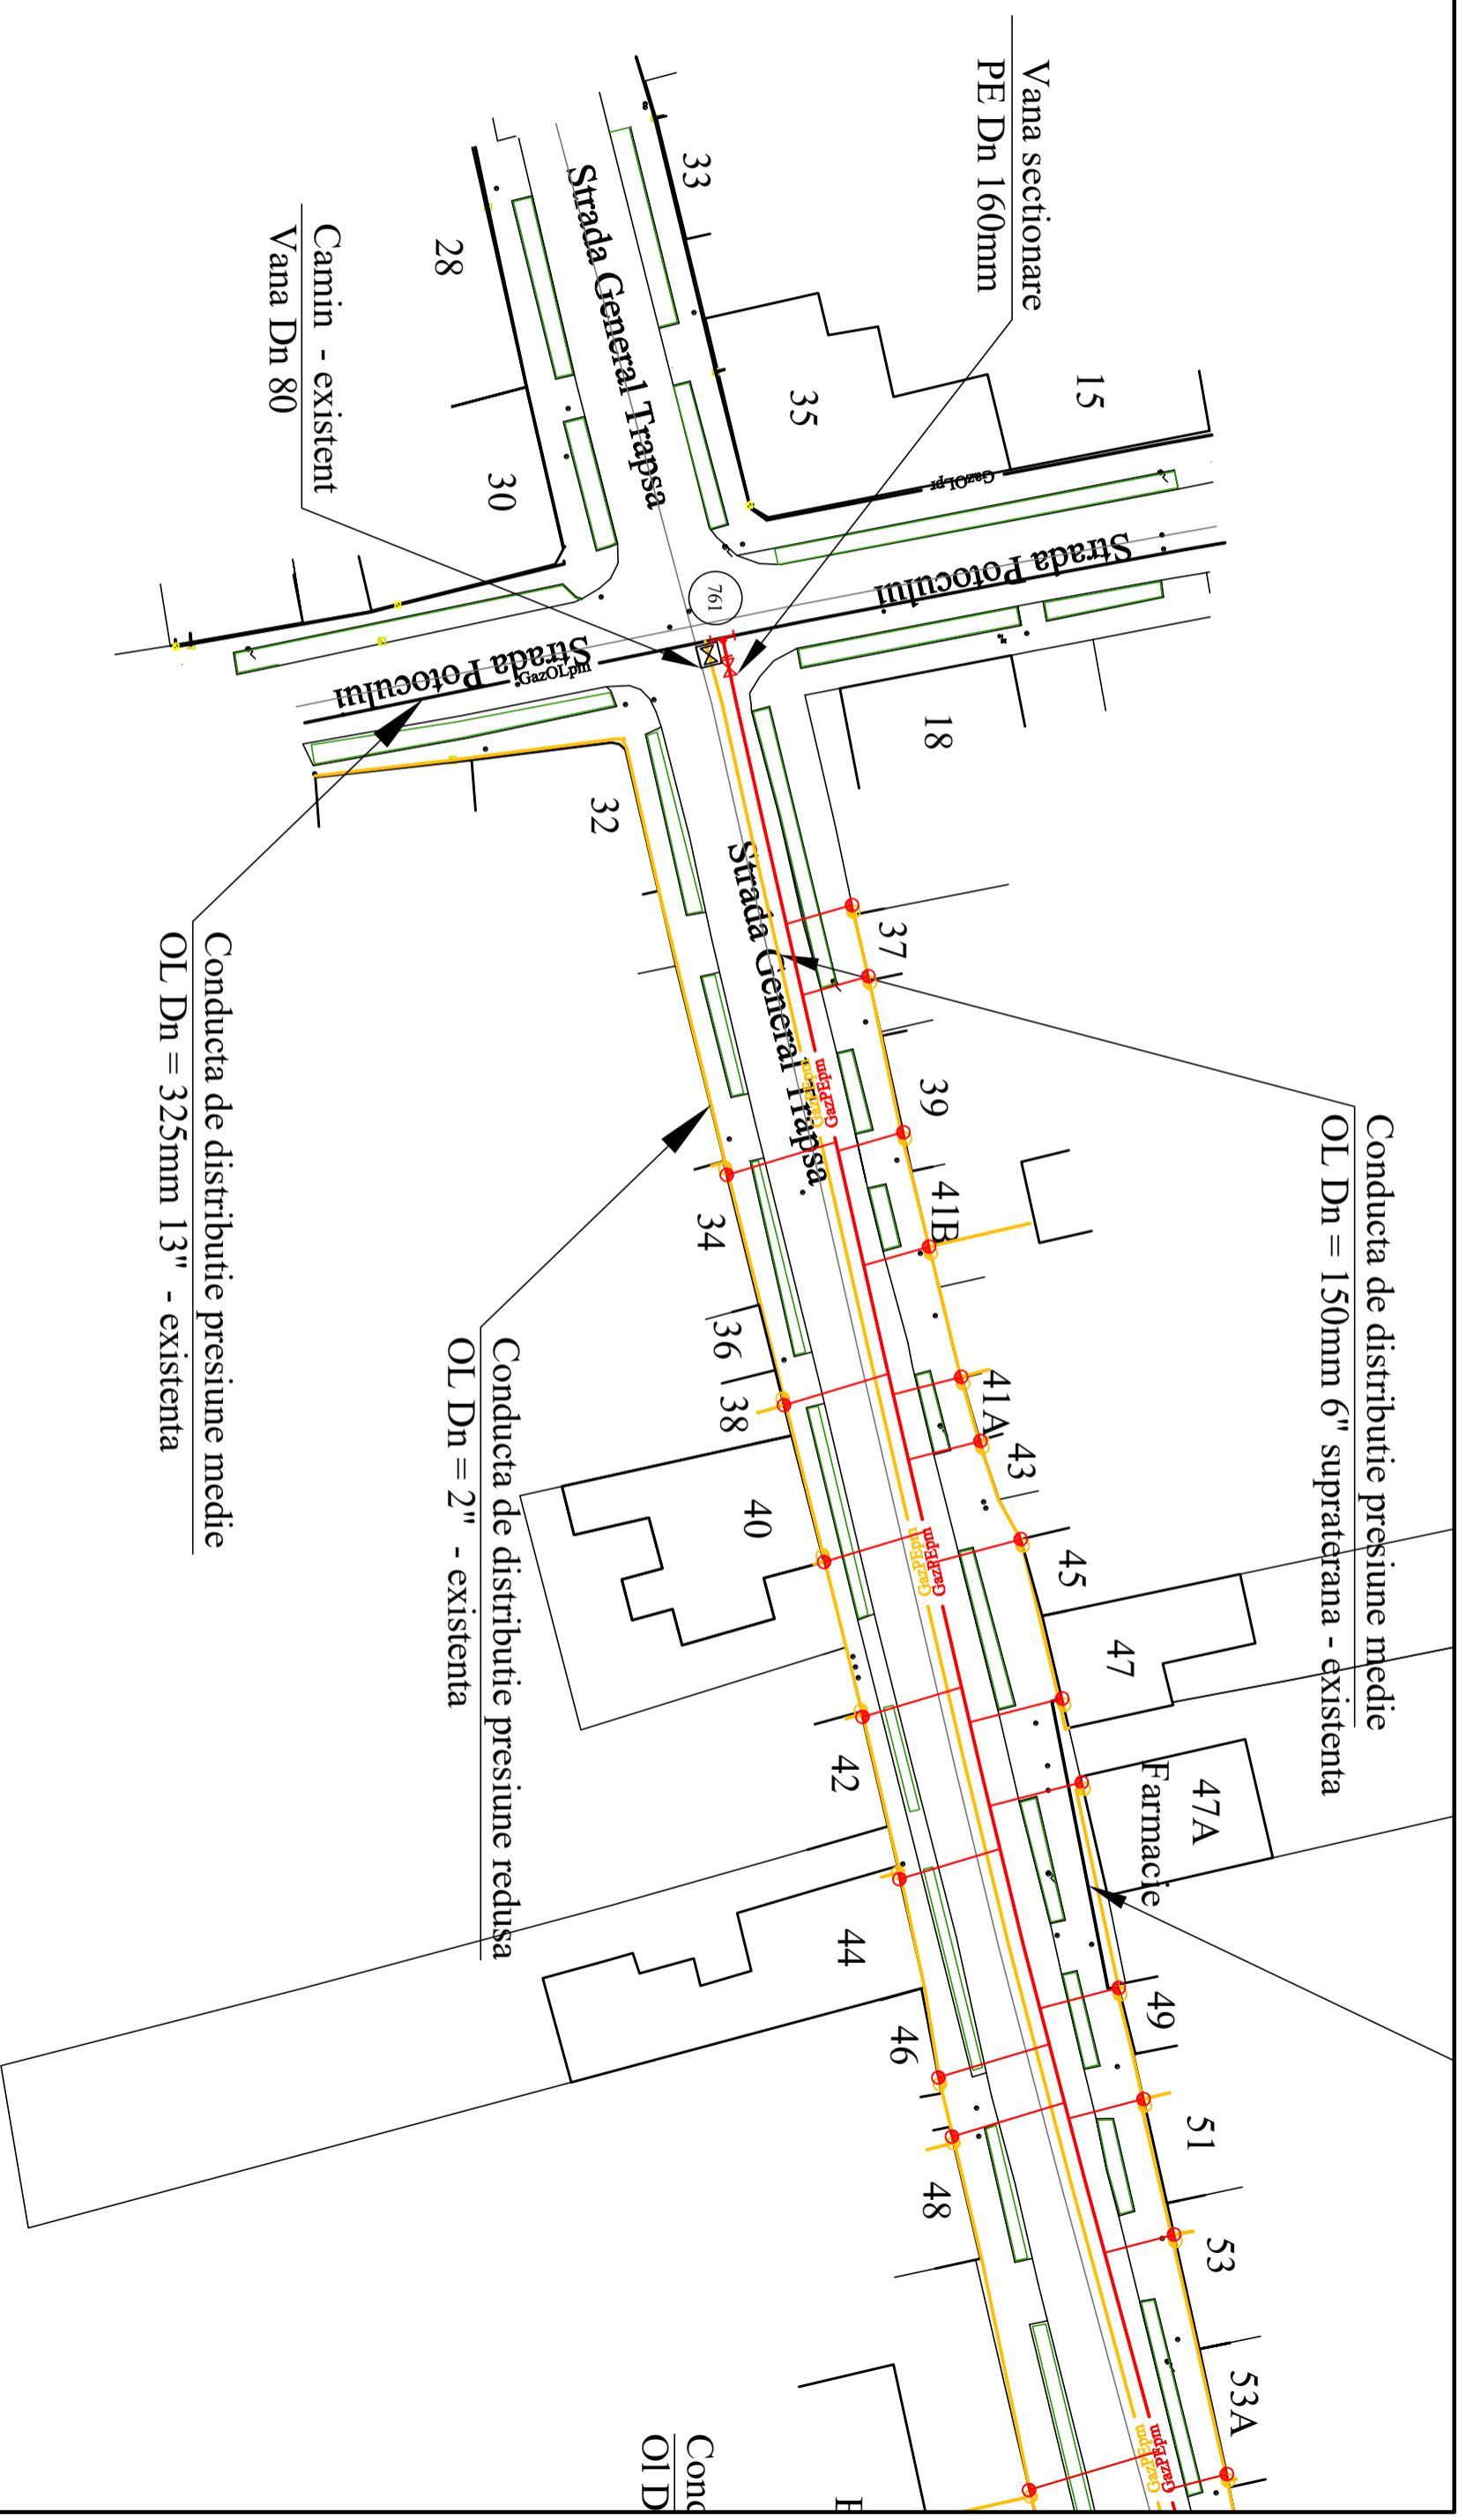 Vana sectionare
PE Dn 160mm
33
Strada General Trapsa
28
Camin - existent
Vana Dn 80
30
35
15
GazOLpr
Strada Potocului
761
Strada Potocului
GazOLpm
18
32
37
Strada General Trapsa
GazPEpm
GazPEpm
39
41B
41A
43
45
47
47A
Farmacie
49
51
53
53A
34
36
38
40
42
44
46
48
GazPEpm
GazPEpm
GazPEpm
GazPEpm
Conducta de distributie presiune medie
OL Dn = 150mm 6" supraterana - existenta
Conducta de distributie presiune medie
OL Dn = 325mm 13" - existenta
Conducta de distributie presiune redusa
OL Dn = 2" - existenta